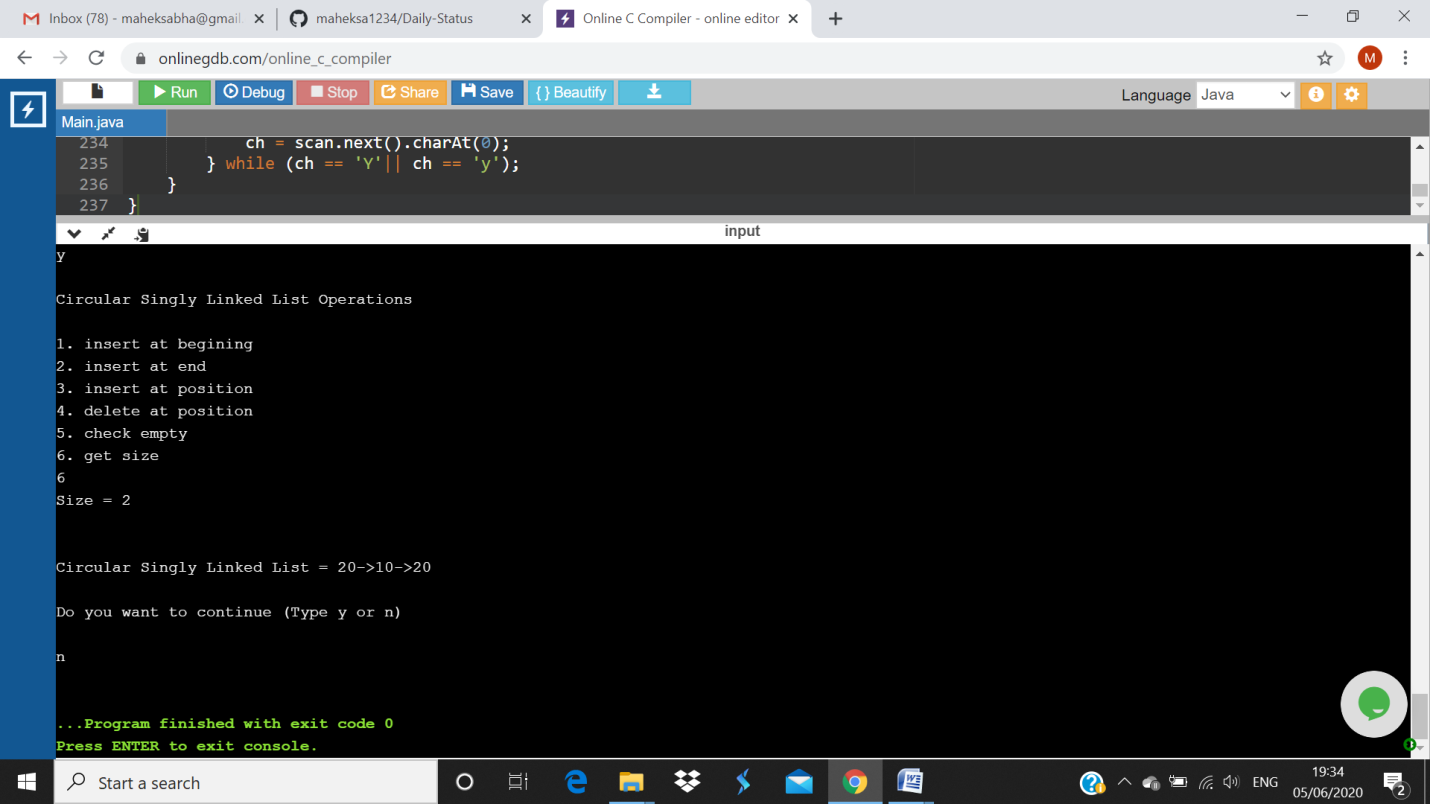 Inbox (78) - maheksabha@gmail.
maheksa1234/Daily-Status
Online C Compiler - online editor
onlinegdb.com/online_c_compiler
M
Run
Debug
Stop
Share
Save
{ } Beautify
Language
Java
Main.java
234 ch = scan.next().charAt(0);
235 } while (ch == 'Y'|| ch == 'y');
236 }
237 }
input
y
Circular Singly Linked List Operations
1. insert at begining
2. insert at end
3. insert at position
4. delete at position
5. check empty
6. get size
6
Size = 2
Circular Singly Linked List = 20->10->20
Do you want to continue (Type y or n)
n
...Program finished with exit code 0
Press ENTER to exit console.
Start a search
ENG
19:34
05/06/2020
2